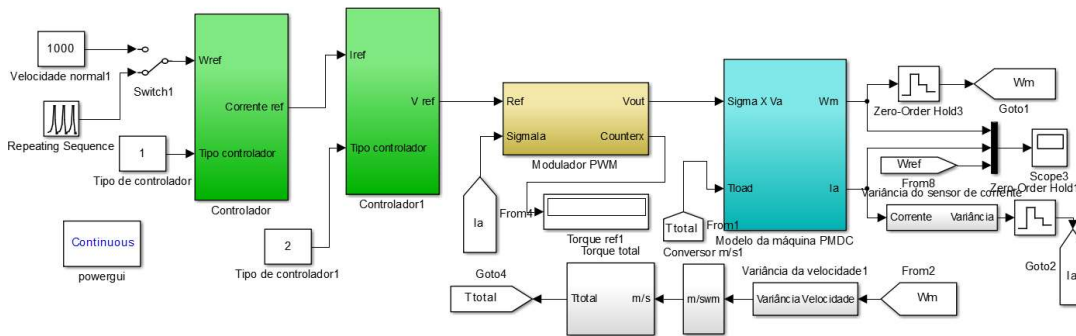 1000
Velocidade normal1
Switch1
Repeating Sequence
1
Tipo de controlador
Wref
Corrente ref
Tipo controlador
Controlador
Iref
V ref
Tipo controlador
Controlador1
2
Tipo de controlador1
Continuous
powergui
Ref
Vout
SigmaIa
Counterx
Modulador PWM
Ia
From4
Torque ref1
Torque total
Sigma X Va
Wm
Tload
Ia
Modelo da máquina PMDC
Ttotal
From1
Conversor m/s1
Zero-Order Hold3
Wm
Goto1
Wref
From8
Scope3
Zero-Order Hold1
Variância do sensor de corrente
Corrente
Variância
Goto2
Ia
Goto4
Ttotal
Ttotal
m/s
m/swm
Variância da velocidade1
Variância Velocidade
From2
Wm